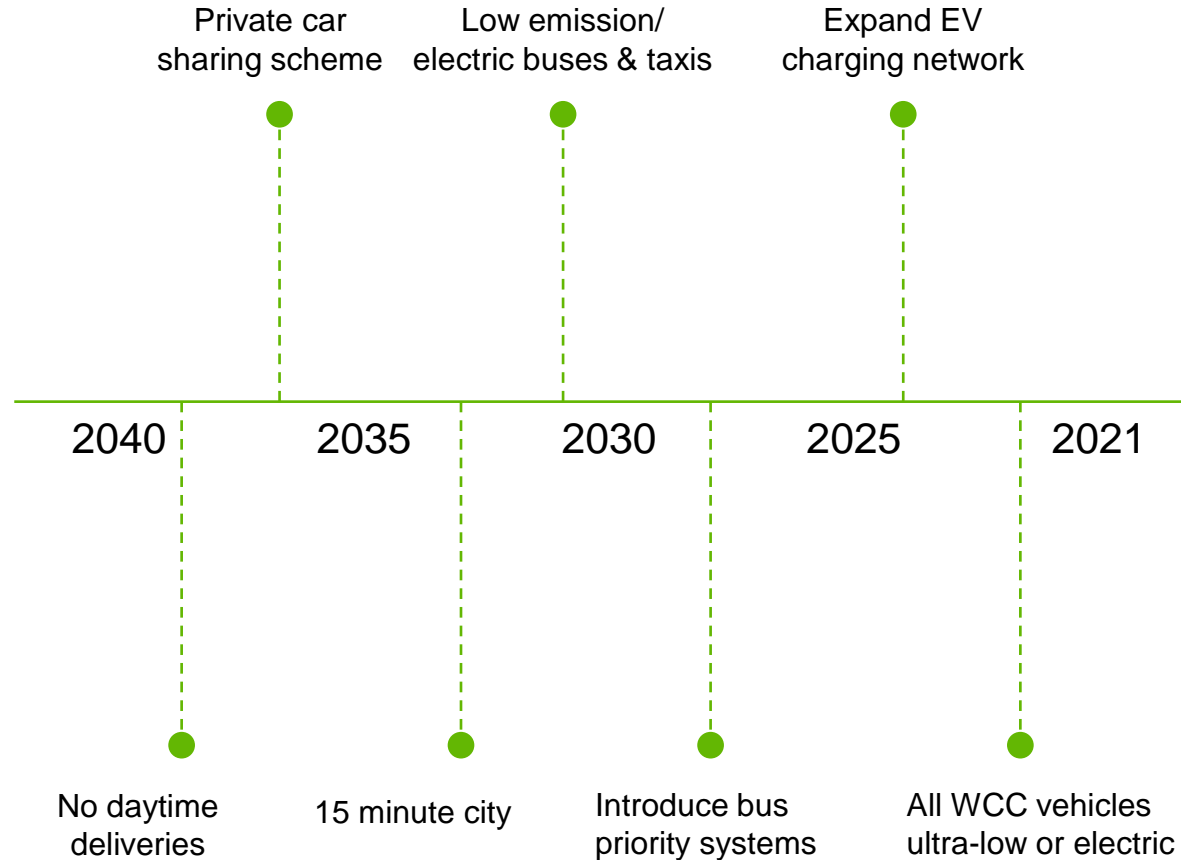 Private car
sharing scheme
Low emission/
electric buses & taxis
Expand EV
charging network
2040
2035
2030
2025
2021
No daytime
deliveries
15 minute city
Introduce bus
priority systems
All WCC vehicles
ultra-low or electric